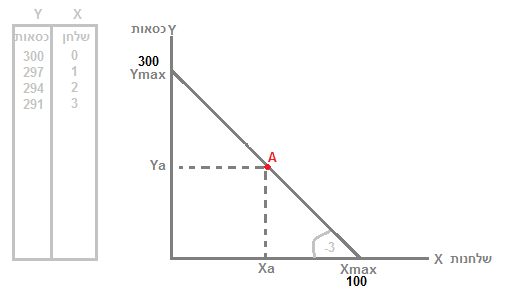 Y X
כסאות שלחן
300 0
297 1
294 2
291 3
כסאות Y
300
Ymax
Ya
A
-3
Xa
Xmax
100
X שלחנות